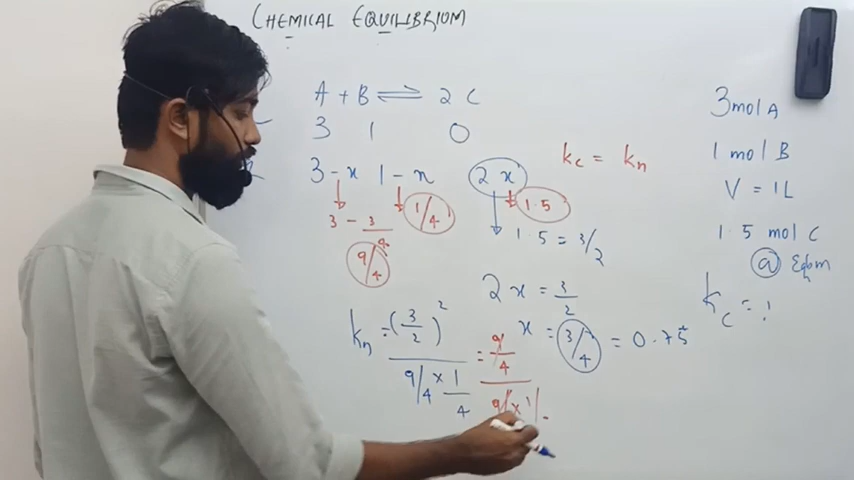 CHEMICAL EQUILIBRIUM
A + B ⇌ 2 C
3 1 0
3 - x 1 - x 2 x
3 - 3/4 1/4 1.5
9/4
1.5 = 3/2
2x = 3/2
x = 3/4 = 0.75
kc = kn
kn = (3/2)^2 / 9/4 × 1/4 = 9/4
3 mol A
1 mol B
V = 1L
1.5 mol C
@ Eqbm
kc = ?